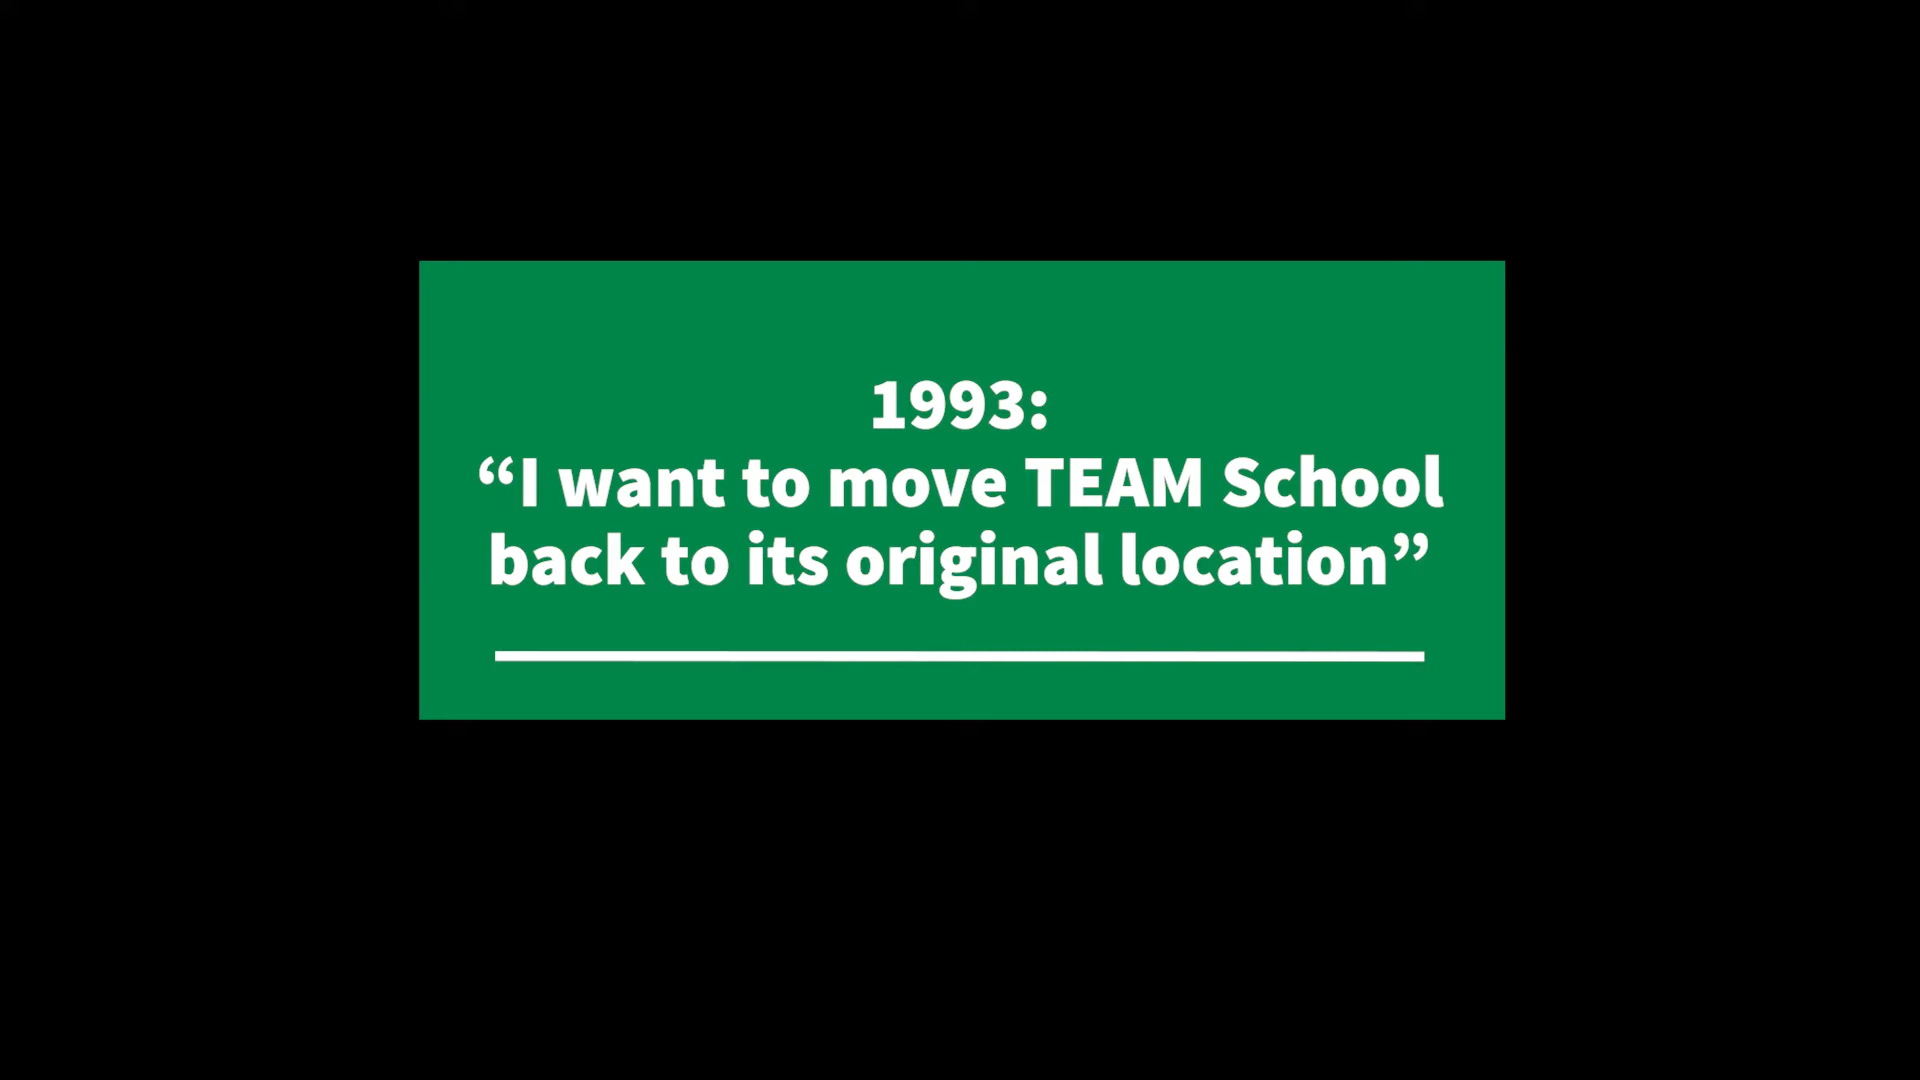 1993:
“I want to move TEAM School
back to its original location”